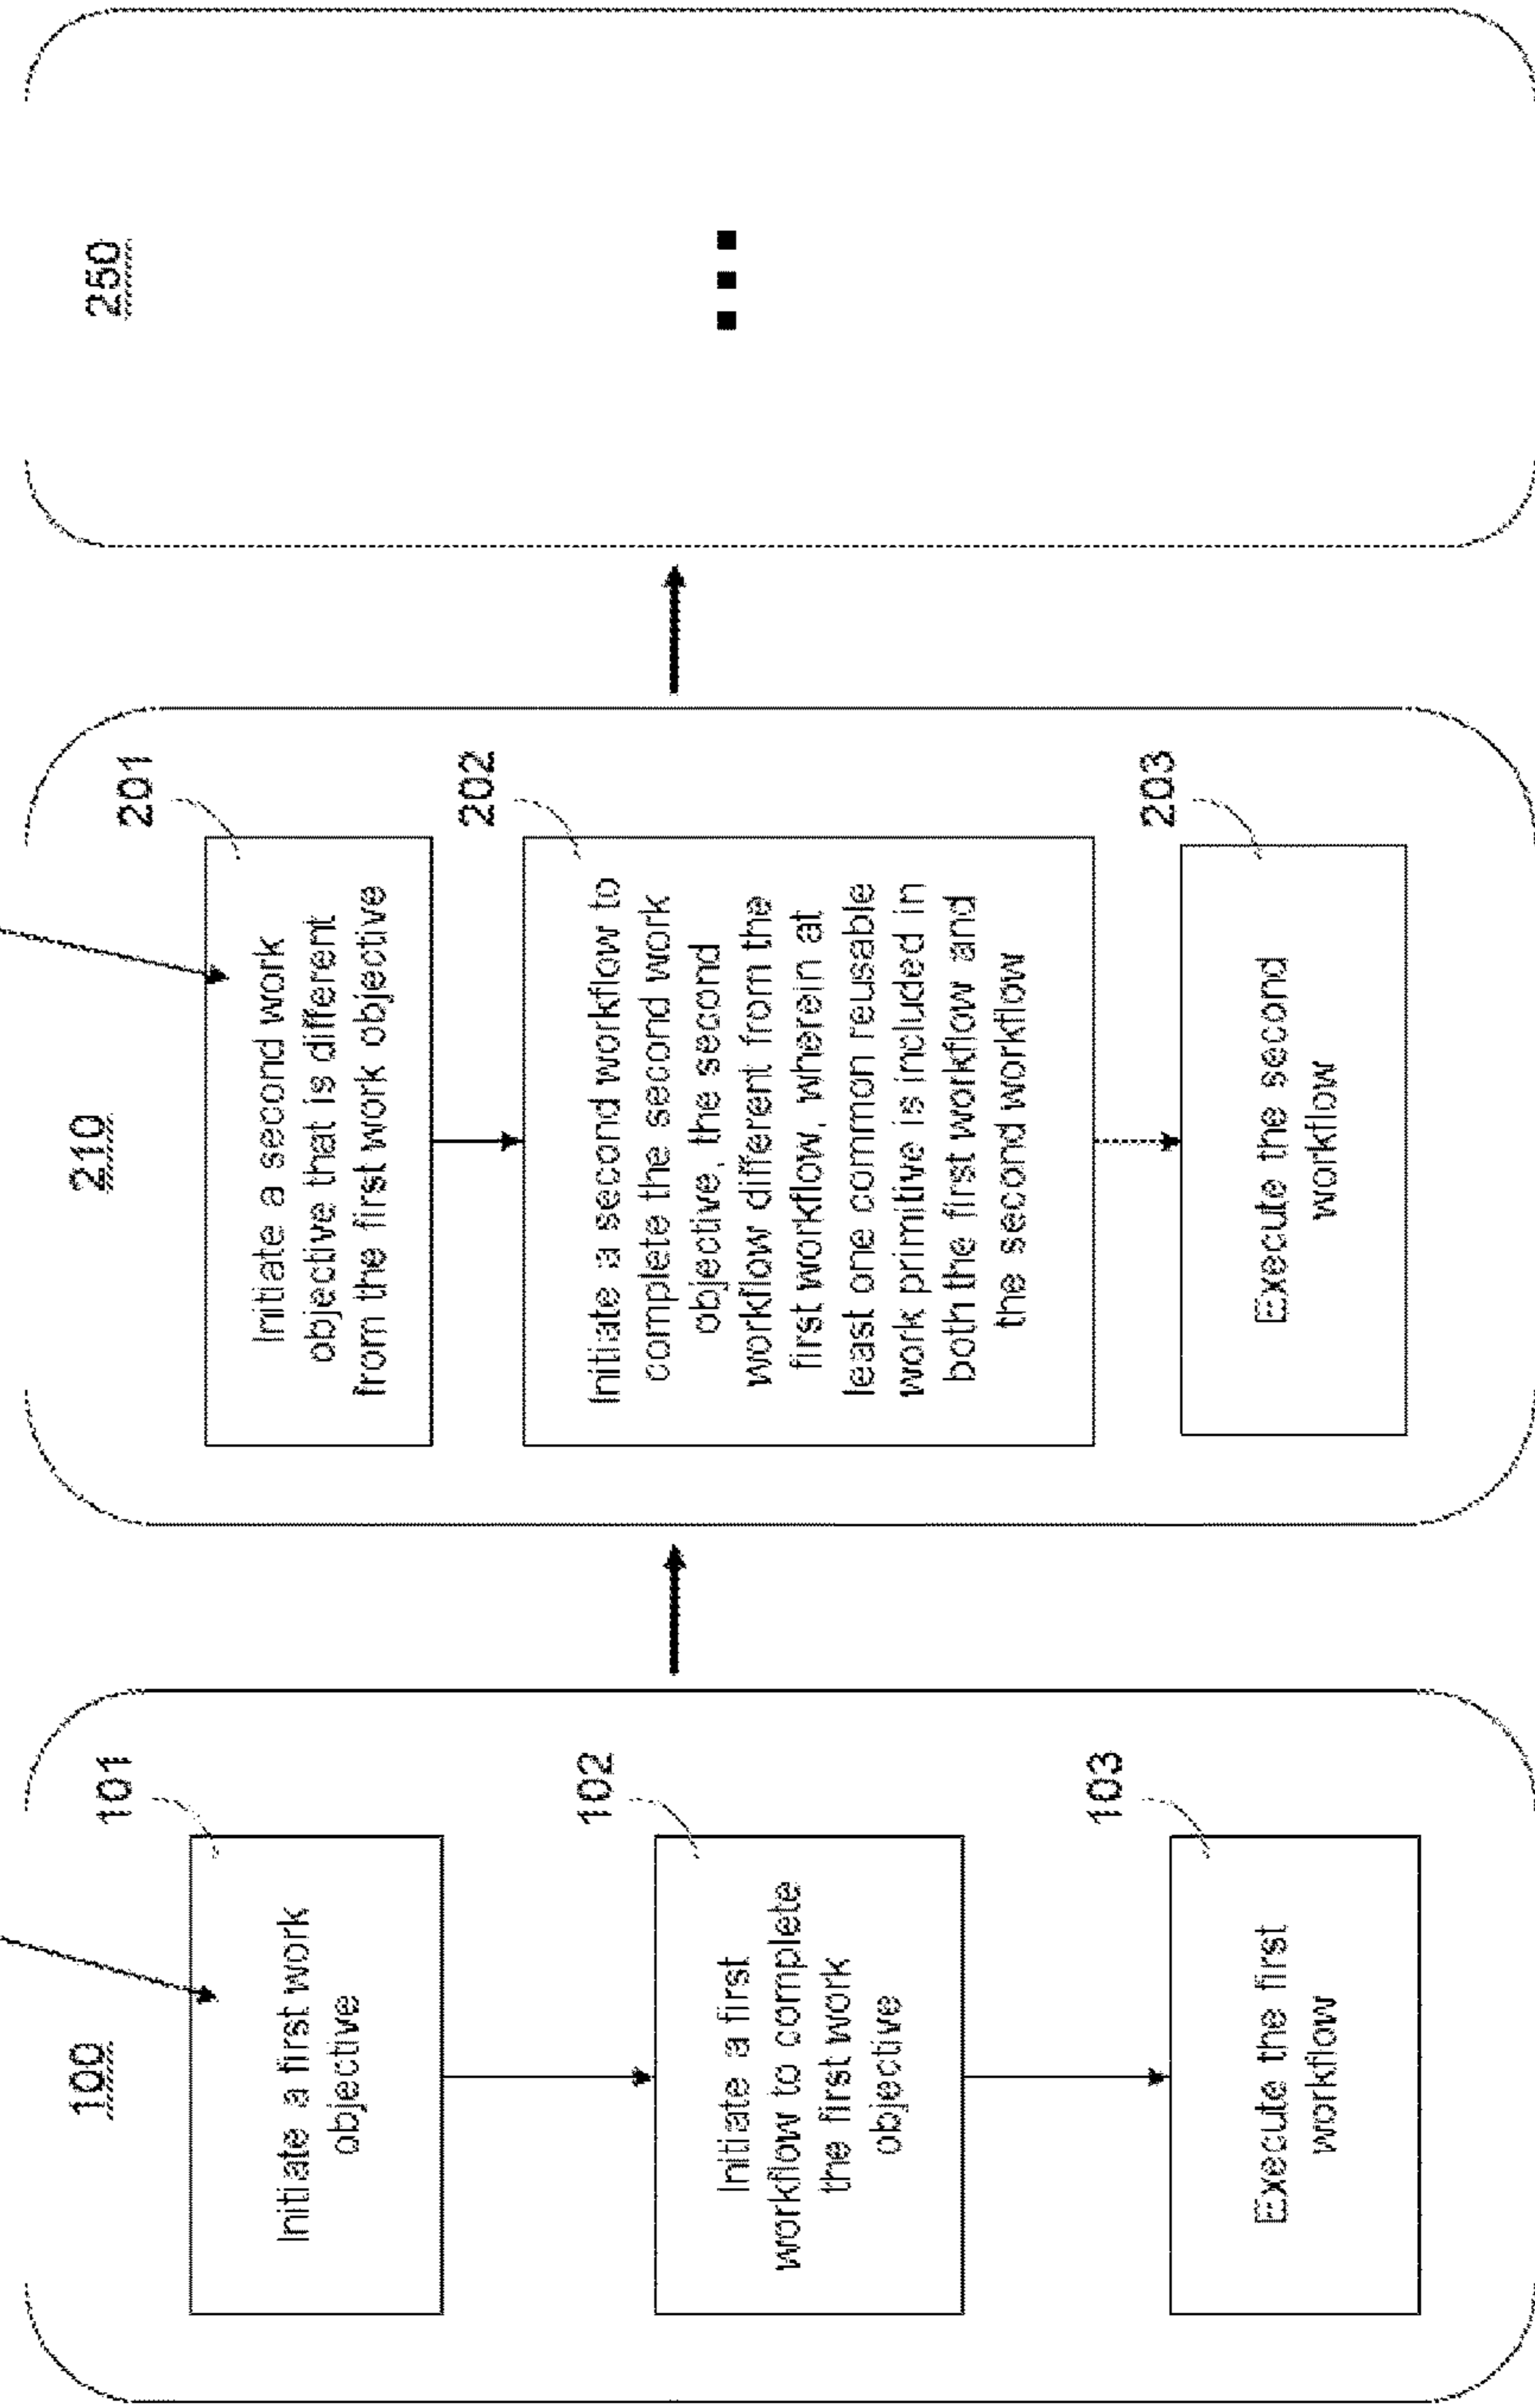 100
101
Initiate a first work
objective
102
Initiate a first
workflow to complete
the first work
objective
103
Execute the first
workflow
210
201
Initiate a second work
objective that is different
from the first work objective
202
Initiate a second workflow to
complete the second work
objective, the second
workflow different from the
first workflow, wherein at
least one common reusable
work primitive is included in
both the first workflow and
the second workflow
203
Execute the second
workflow
250